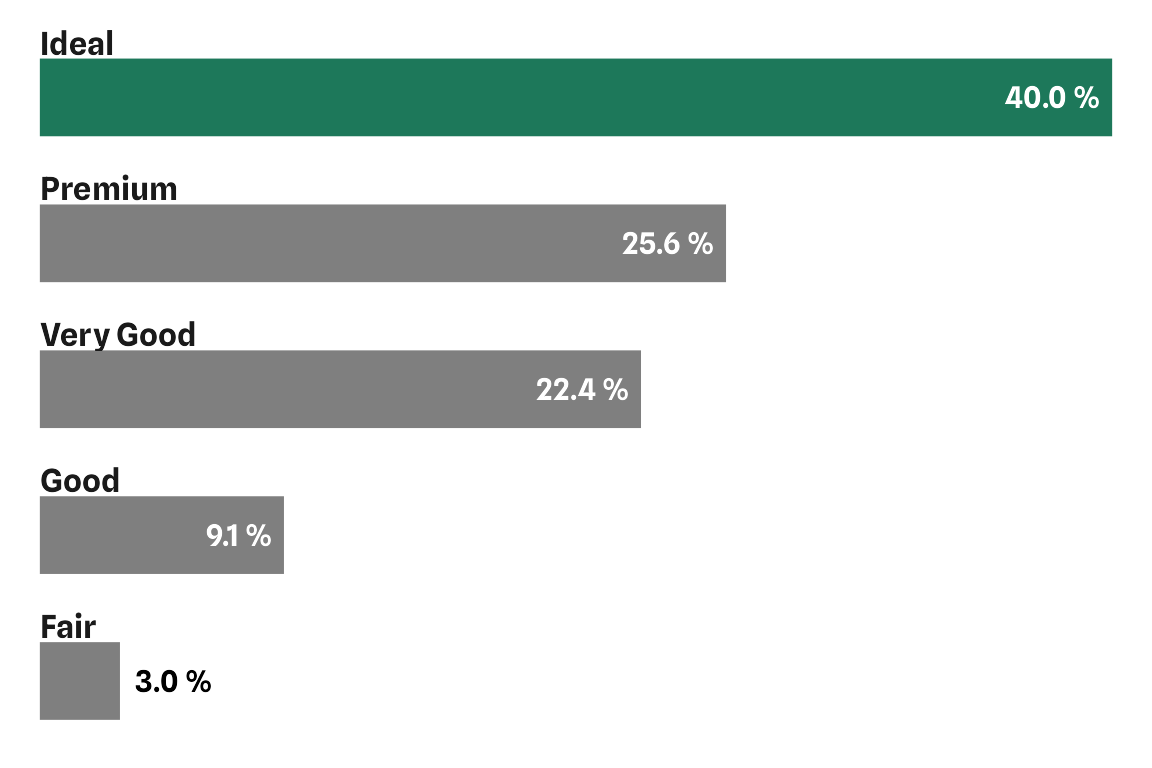 Ideal
40.0 %
Premium
25.6 %
Very Good
22.4 %
Good
9.1 %
Fair
3.0 %